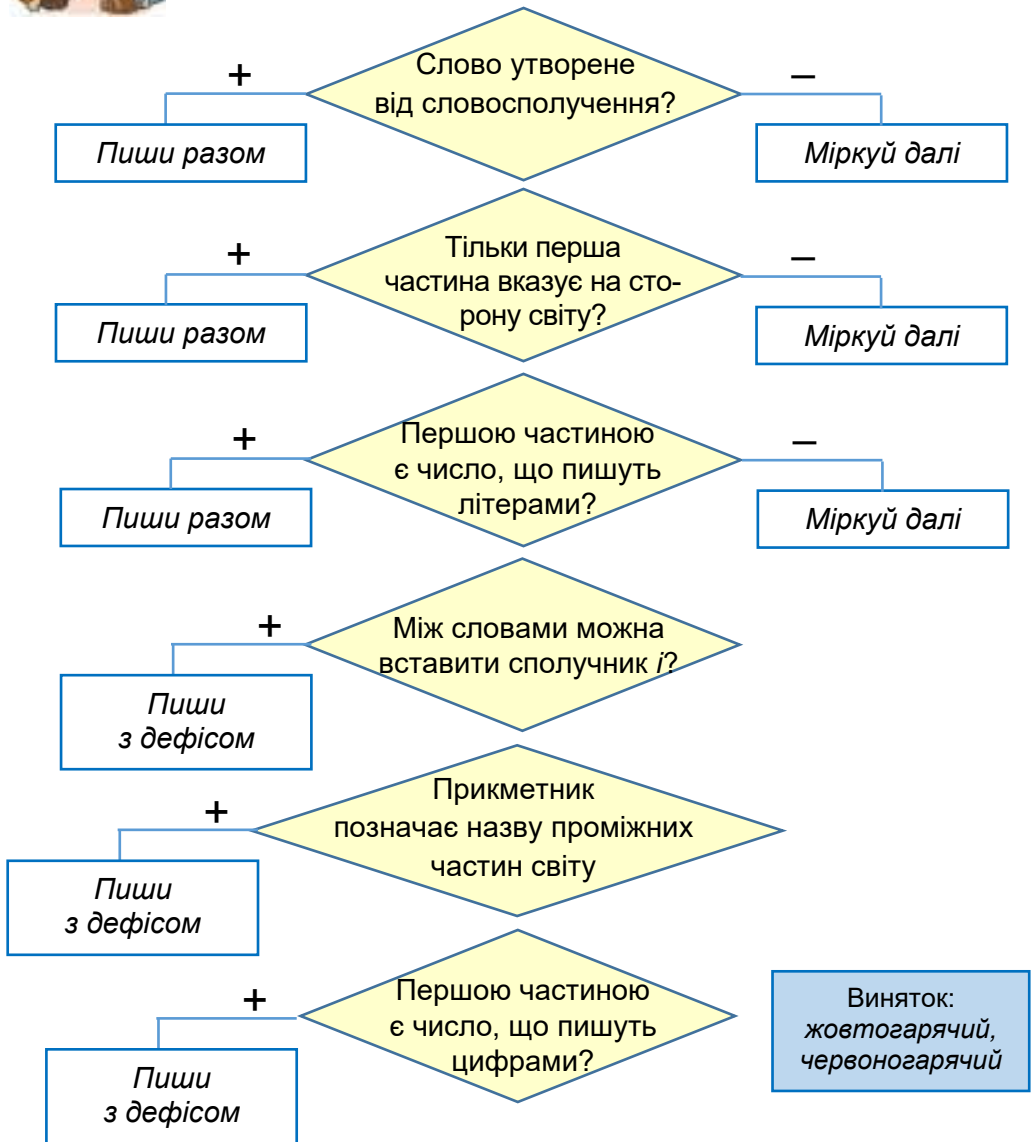 Слово утворене
від словосполучення?
+
–
Пиши разом
Міркуй далі
Тільки перша
частина вказує на сто-
рону світу?
+
–
Пиши разом
Міркуй далі
Першою частиною
є число, що пишуть
літерами?
+
–
Пиши разом
Міркуй далі
Між словами можна
вставити сполучник і?
+
Пиши
з дефісом
Прикметник
позначає назву проміжних
частин світу
+
Пиши
з дефісом
Першою частиною
є число, що пишуть
цифрами?
+
Пиши
з дефісом
Виняток:
жовтогарячий,
червоногарячий